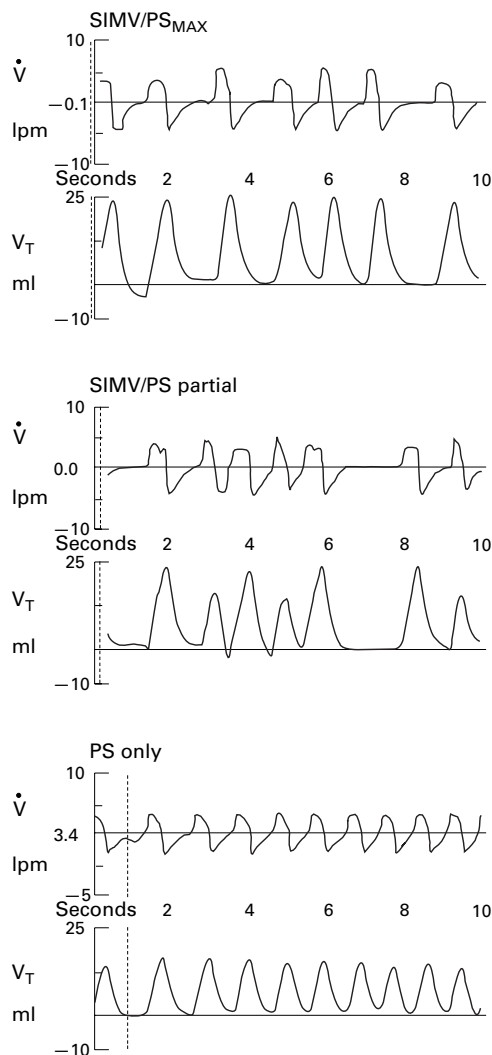 SIMV/PSMAX
10
V̇
−0.1
lpm
−10
Seconds 2 4 6 8 10
25
VT
ml
−10
SIMV/PS partial
10
V̇
0.0
lpm
−10
Seconds 2 4 6 8 10
25
VT
ml
−10
PS only
10
V̇
3.4
lpm
−5
Seconds 2 4 6 8 10
25
VT
ml
−10